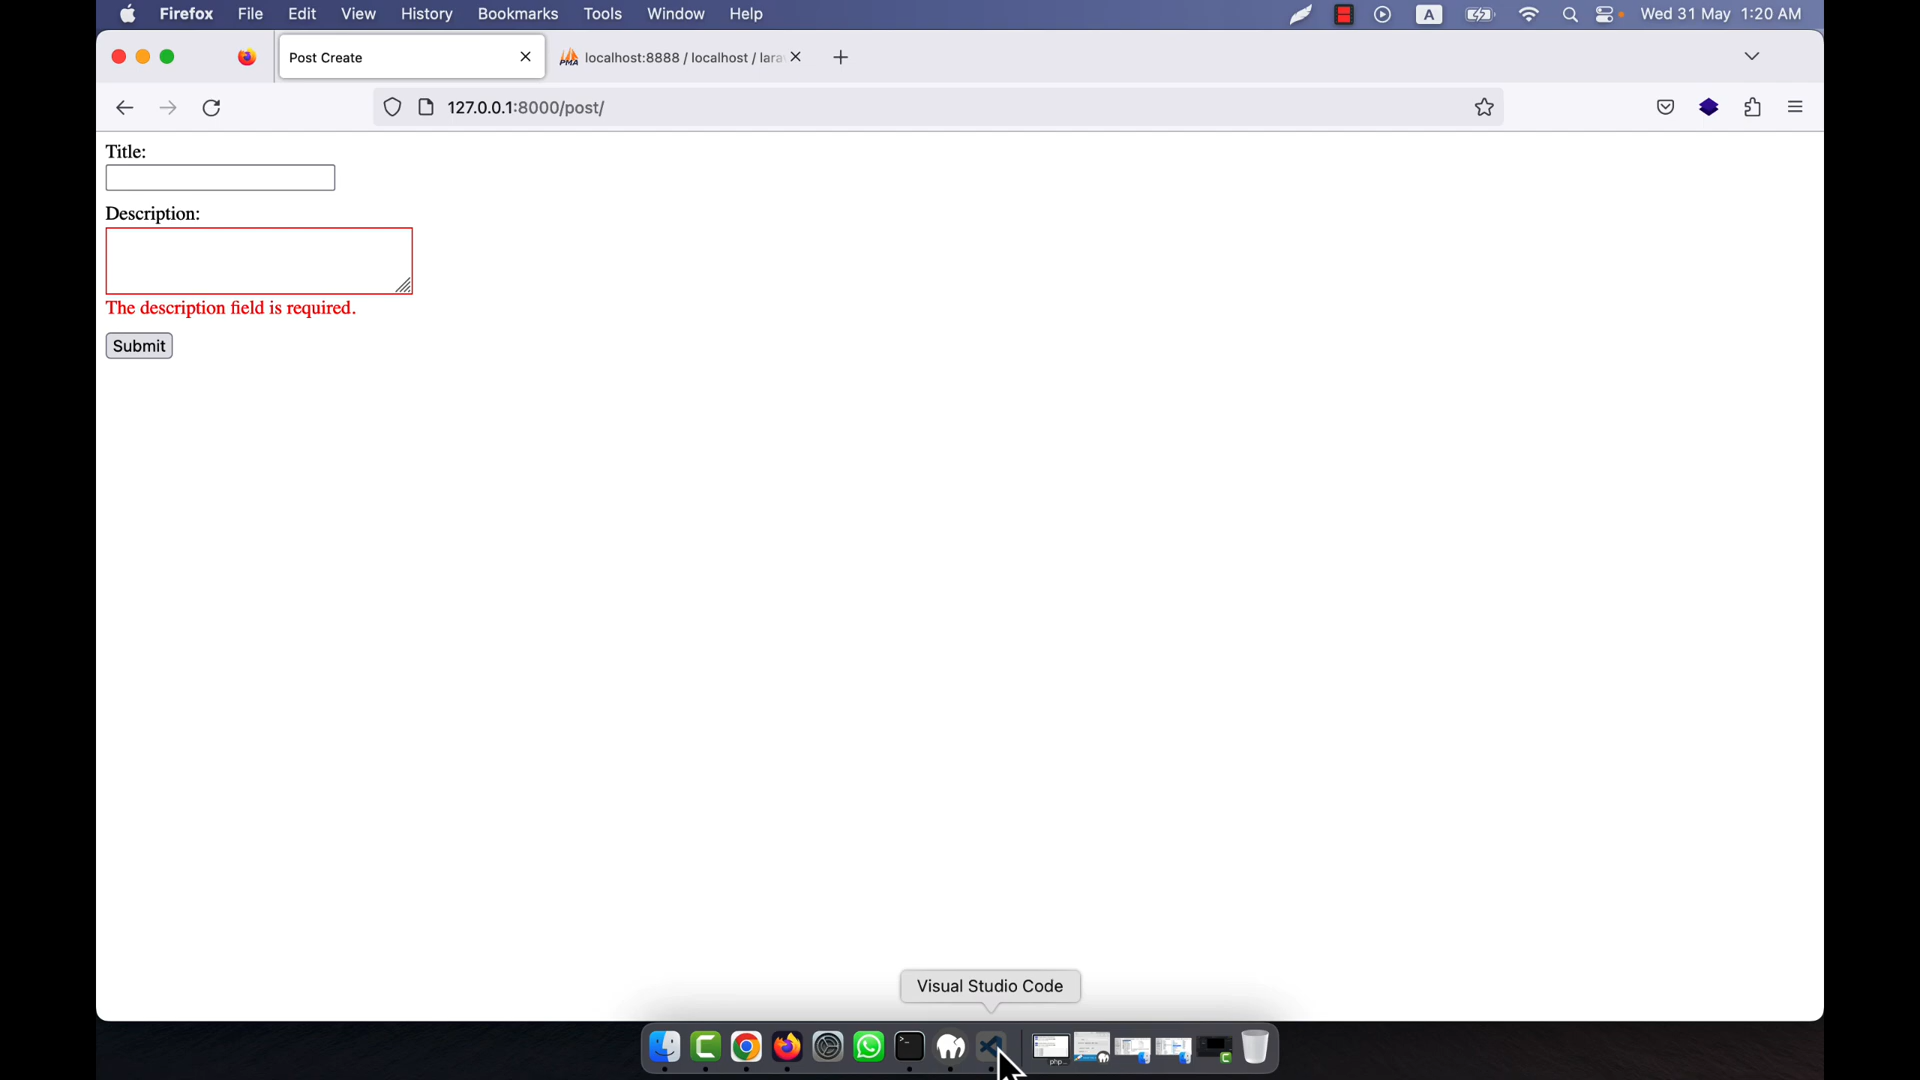 Firefox File Edit View History Bookmarks Tools Window Help A Wed 31 May 1:20 AM
Post Create
PMA localhost:8888 / localhost / lara
127.0.0.1:8000/post/
Title:
Description:
The description field is required.
Submit
Visual Studio Code
php...